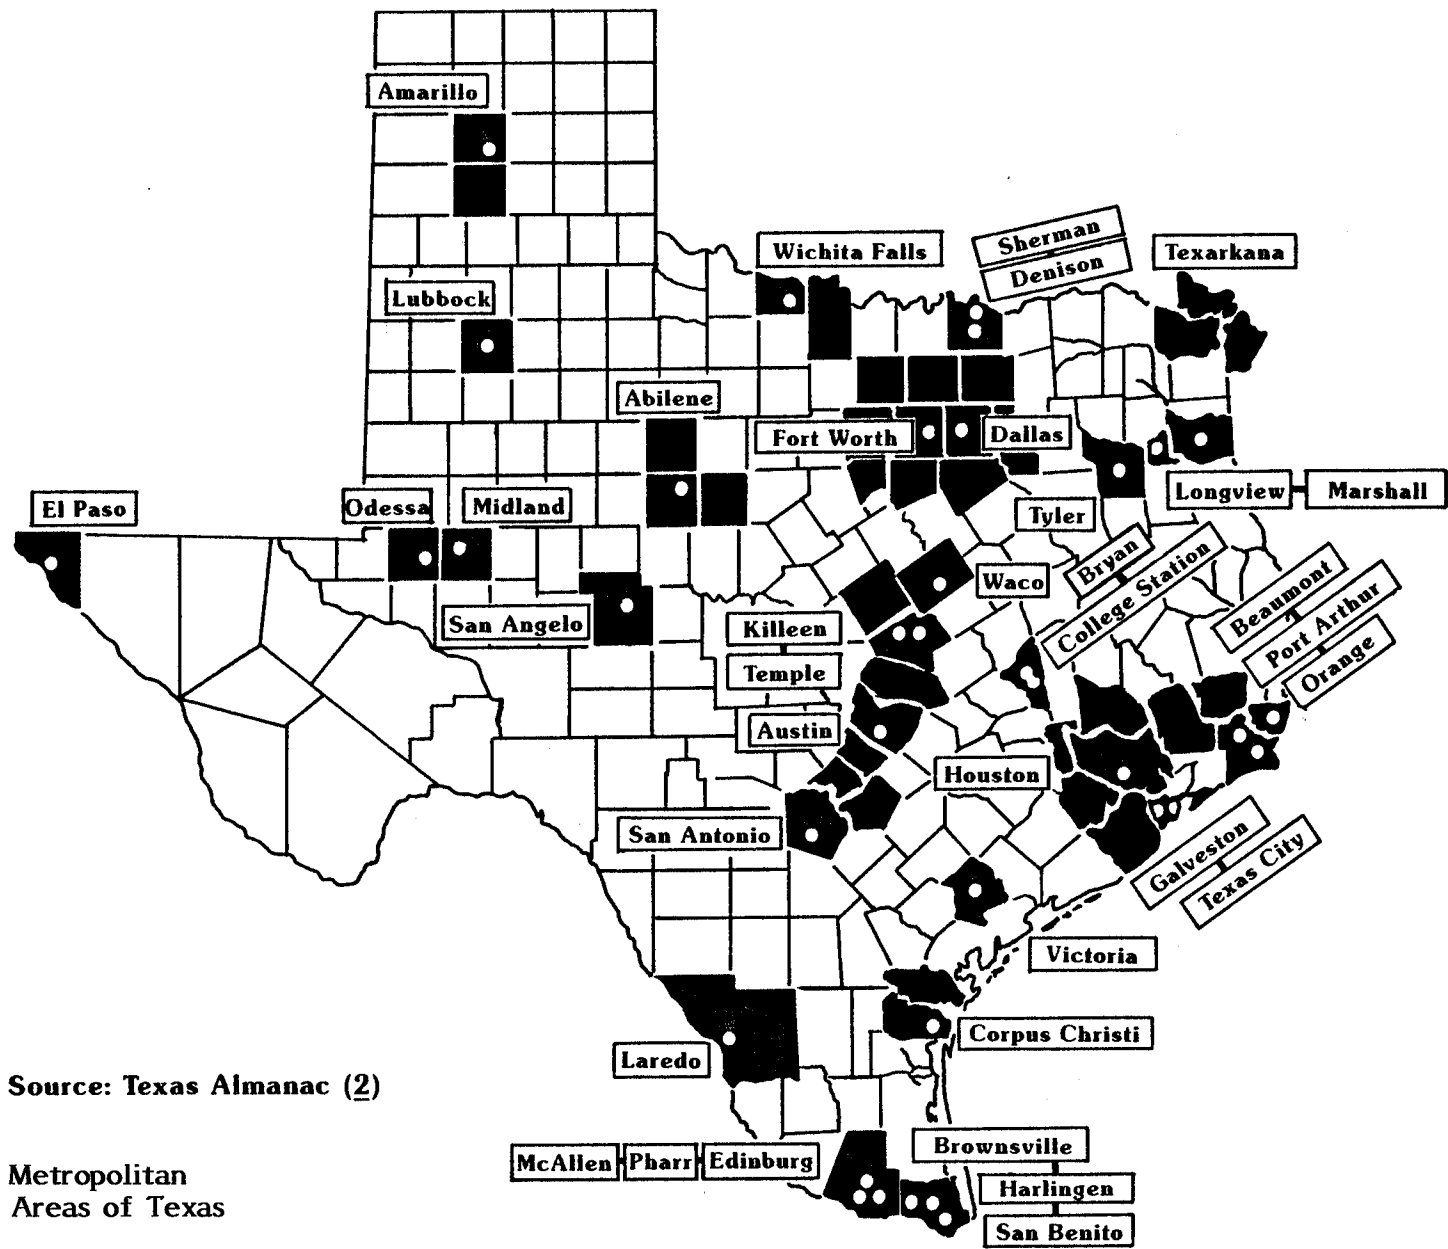 Amarillo
Wichita Falls
Sherman
Denison
Texarkana
Lubbock
Abilene
Fort Worth
Dallas
El Paso
Odessa
Midland
Longview
Marshall
Tyler
Bryan
College Station
Waco
San Angelo
Killeen
Temple
Beaumont
Port Arthur
Orange
Austin
Houston
San Antonio
Galveston
Texas City
Victoria
Corpus Christi
Laredo
Source: Texas Almanac (2)
McAllen Pharr Edinburg
Brownsville
Harlingen
San Benito
Metropolitan
Areas of Texas